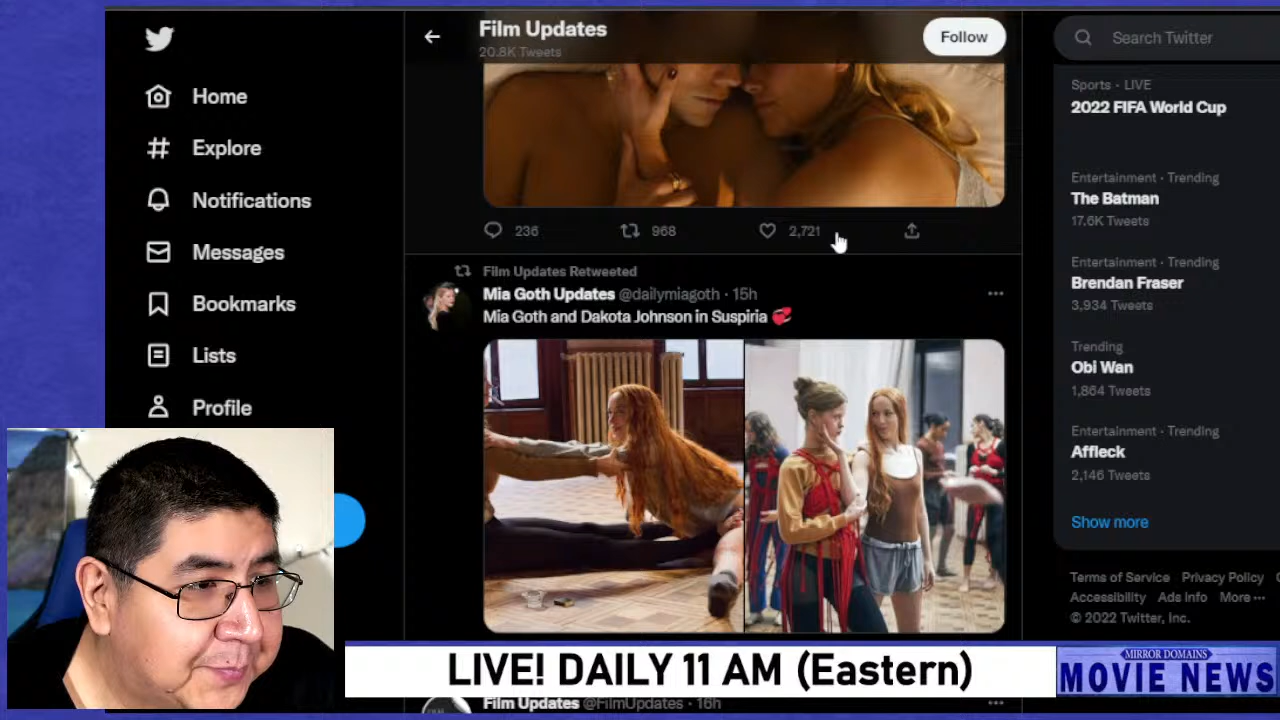 Film Updates
20.8K Tweets
Follow
Search Twitter
Home
Explore
Notifications
Messages
Bookmarks
Lists
Profile
236
968
2,721
Film Updates Retweeted
Mia Goth Updates @dailymiagoth · 15h
Mia Goth and Dakota Johnson in Suspiria 💞
Film Updates @FilmUpdates · 16h
Sports · LIVE
2022 FIFA World Cup
Entertainment · Trending
The Batman
17.6K Tweets
Entertainment · Trending
Brendan Fraser
3,934 Tweets
Trending
Obi Wan
1,864 Tweets
Entertainment · Trending
Affleck
2,146 Tweets
Show more
Terms of Service Privacy Policy
Accessibility Ads info More ···
© 2022 Twitter, Inc.
LIVE! DAILY 11 AM (Eastern)
MIRROR DOMAINS
MOVIE NEWS